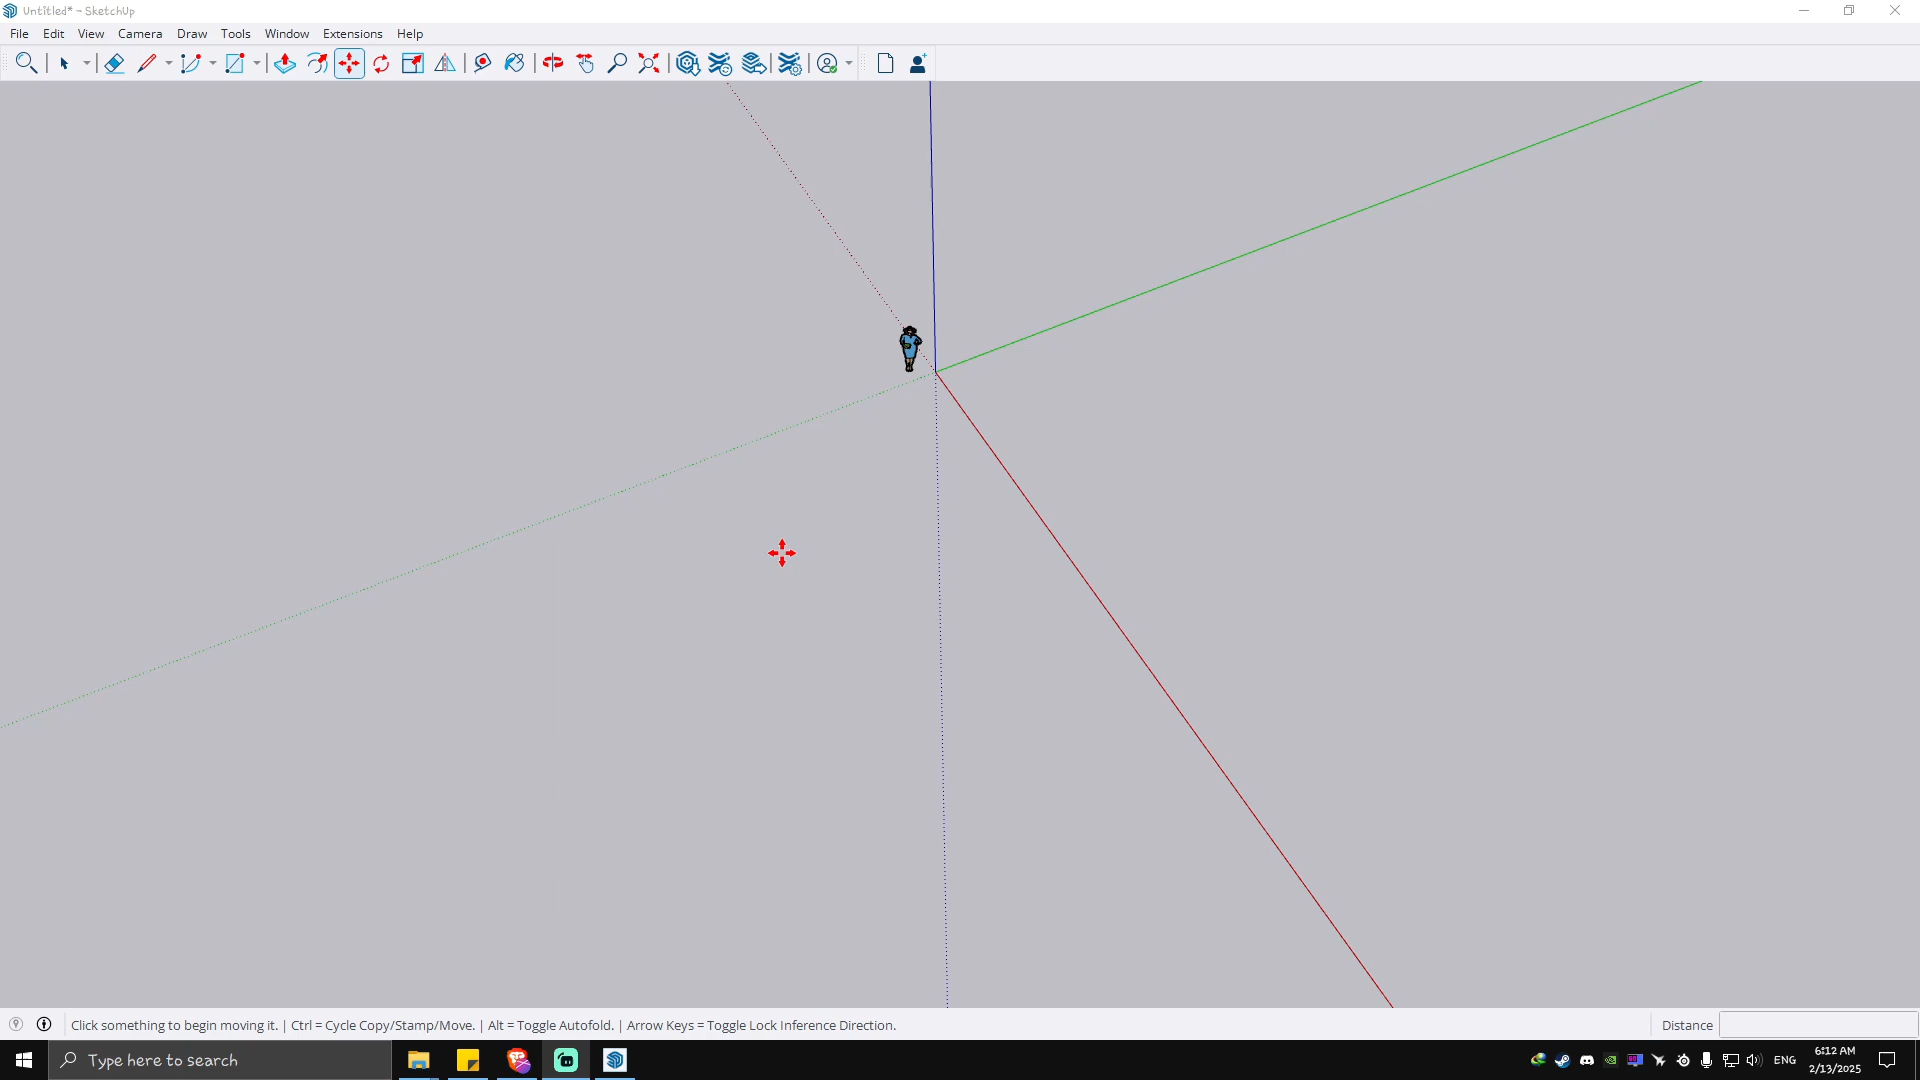 Untitled* - SketchUp
File Edit View Camera Draw Tools Window Extensions Help
Click something to begin moving it. | Ctrl = Cycle Copy/Stamp/Move. | Alt = Toggle Autofold. | Arrow Keys = Toggle Lock Inference Direction.
Distance
Type here to search
ENG
6:12 AM
2/13/2025